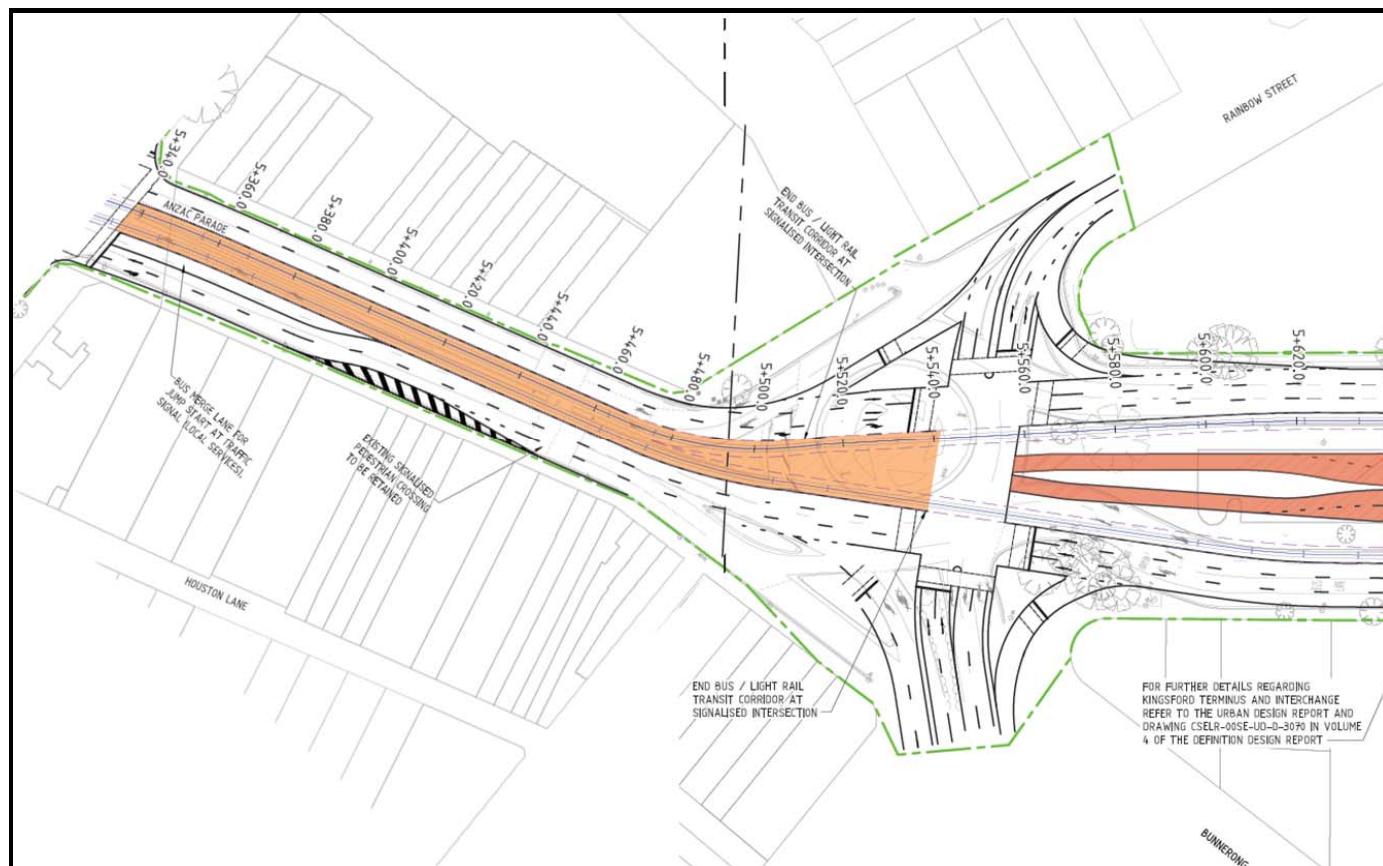 RAINBOW STREET
5+340.0
5+360.0
5+380.0
5+400.0
5+420.0
5+440.0
5+460.0
5+480.0
5+500.0
5+520.0
5+540.0
5+560.0
5+580.0
5+600.0
5+620.0
ANZAC PARADE
END BUS / LIGHT RAIL
TRANSIT CORRIDOR AT
SIGNALISED INTERSECTION
BUS MERGE LANE FOR
JUMP START AT TRAFFIC
SIGNAL (LOCAL SERVICES).
EXISTING SIGNALISED
PEDESTRIAN CROSSING
TO BE RETAINED
HOUSTON LANE
END BUS / LIGHT RAIL
TRANSIT CORRIDOR AT
SIGNALISED INTERSECTION
FOR FURTHER DETAILS REGARDING
KINGSFORD TERMINUS AND INTERCHANGE
REFER TO THE URBAN DESIGN REPORT AND
DRAWING CSELR-00SE-UD-D-3070 IN VOLUME
4 OF THE DEFINITION DESIGN REPORT
BUNNERONG